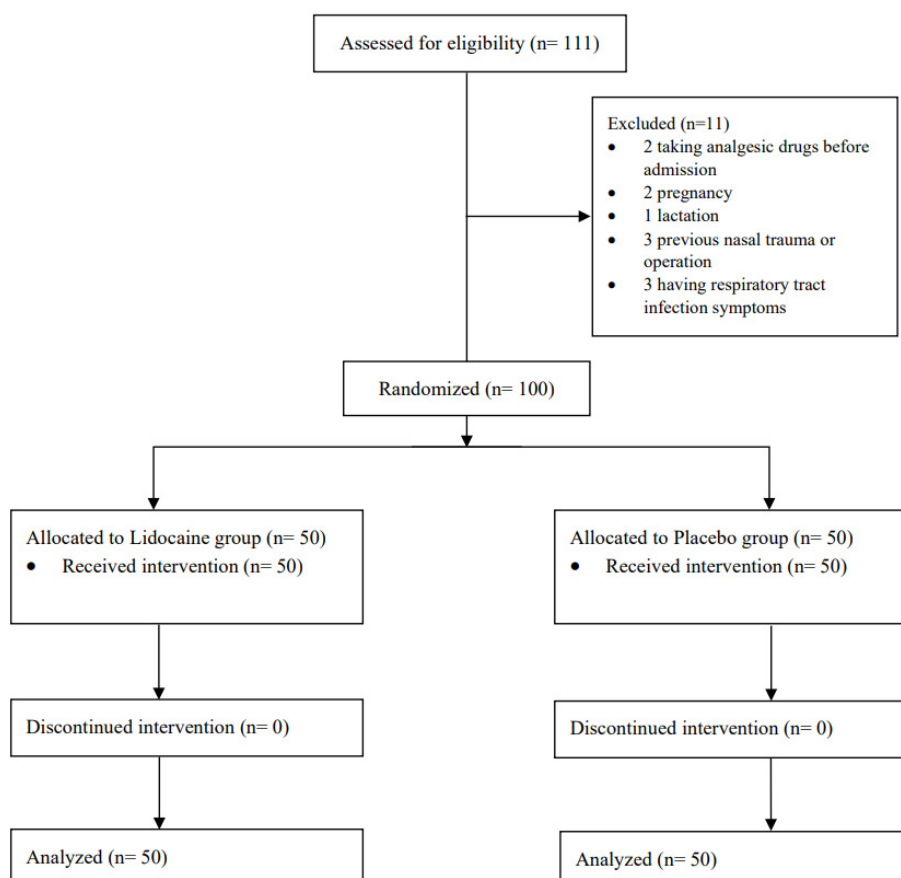 Assessed for eligibility (n= 111)
Excluded (n=11)
• 2 taking analgesic drugs before
admission
• 2 pregnancy
• 1 lactation
• 3 previous nasal trauma or
operation
• 3 having respiratory tract
infection symptoms
Randomized (n= 100)
Allocated to Lidocaine group (n= 50)
• Received intervention (n= 50)
Allocated to Placebo group (n= 50)
• Received intervention (n= 50)
Discontinued intervention (n= 0)
Discontinued intervention (n= 0)
Analyzed (n= 50)
Analyzed (n= 50)